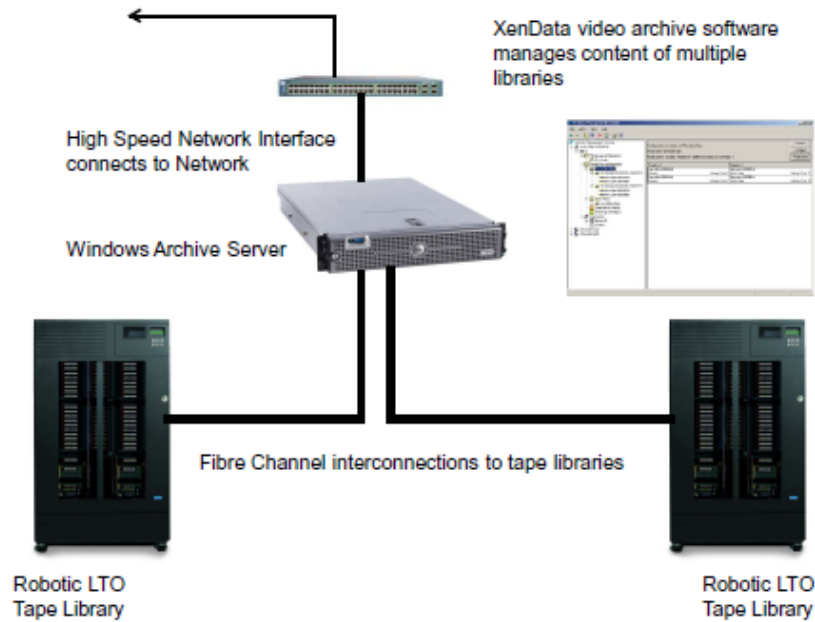 XenData video archive software
manages content of multiple
libraries
High Speed Network Interface
connects to Network
Windows Archive Server
Fibre Channel interconnections to tape libraries
Robotic LTO
Tape Library
Robotic LTO
Tape Library